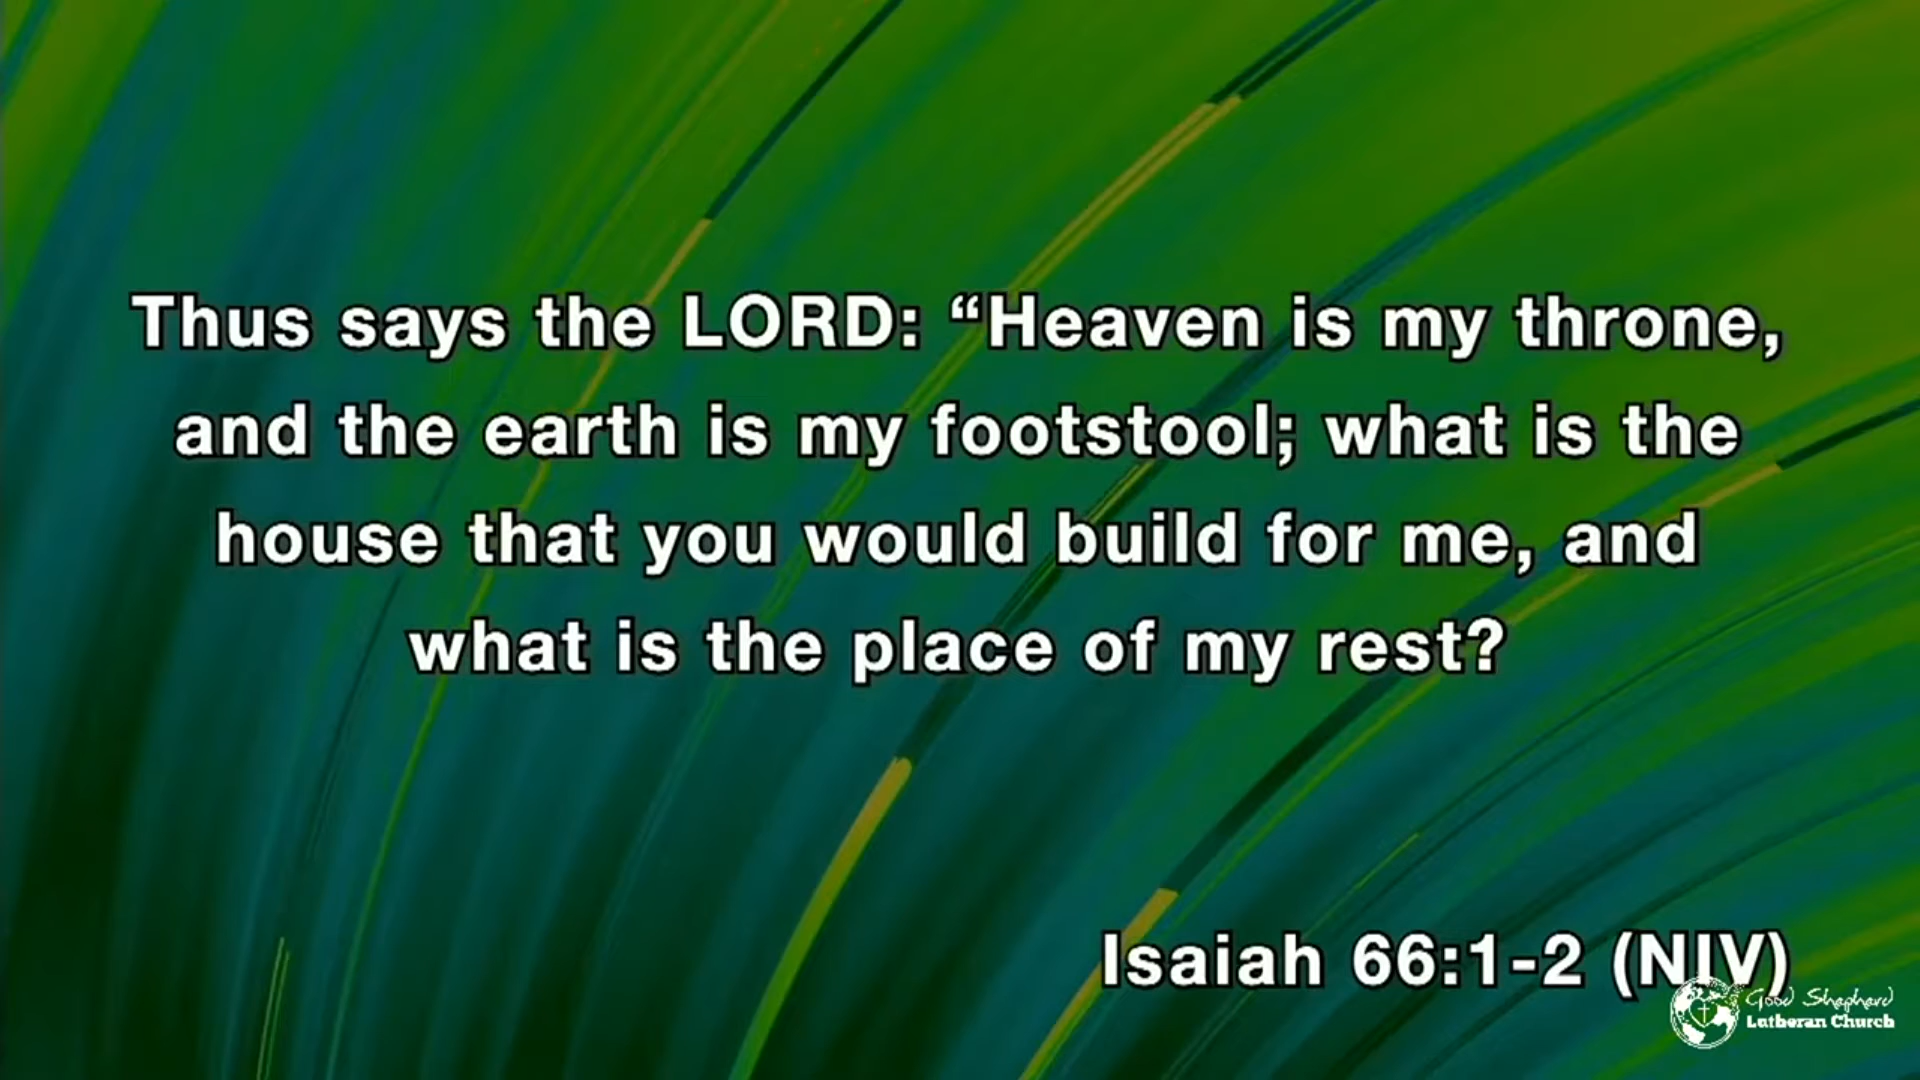 Thus says the LORD: “Heaven is my throne,
and the earth is my footstool; what is the
house that you would build for me, and
what is the place of my rest?
Isaiah 66:1-2 (NIV)
Good Shephard
Lutheran Church